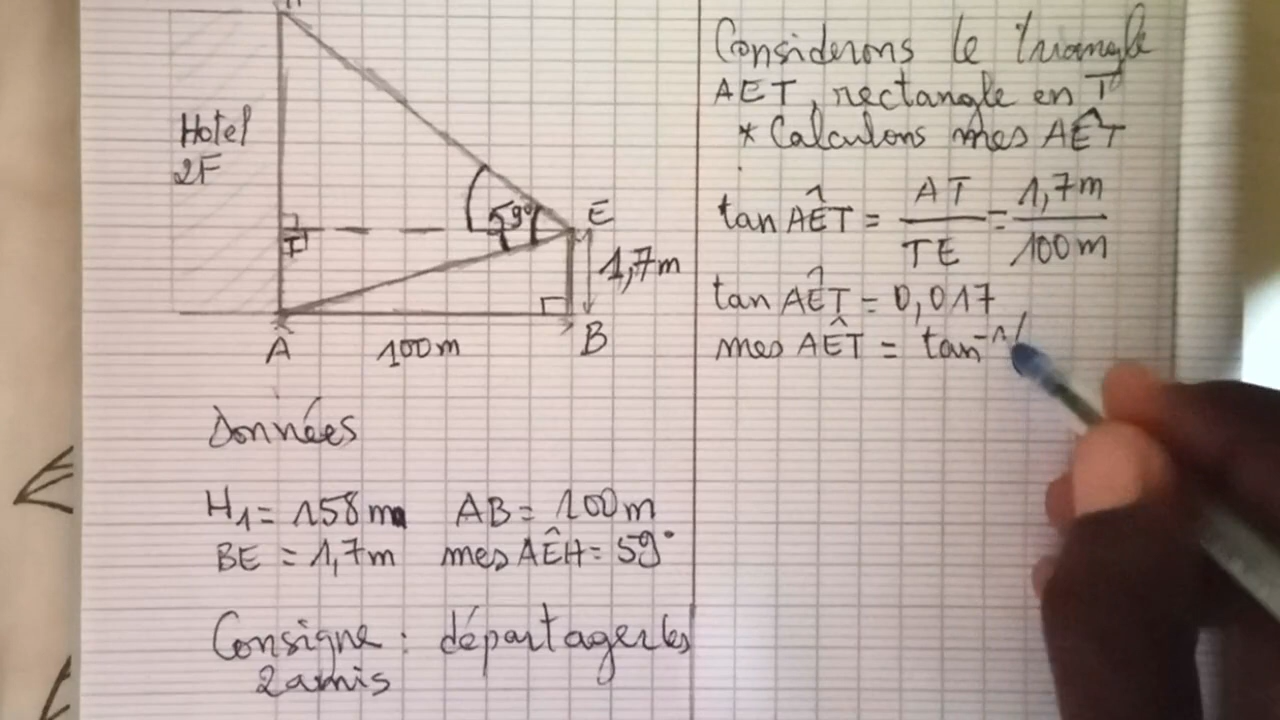 Hotel
2F
T
59°
E
1,7m
A
100m
B
Données
H1 = 158m AB = 100m
BE = 1,7m mes AÊH = 59°
Consigne : départager les
2 amis
Considerons le triangle
AET, rectangle en T
* Calculons mes AÊT
tan AÊT = AT/TE = 1,7m/100m
tan AÊT = 0,017
mes AÊT = tan⁻¹(